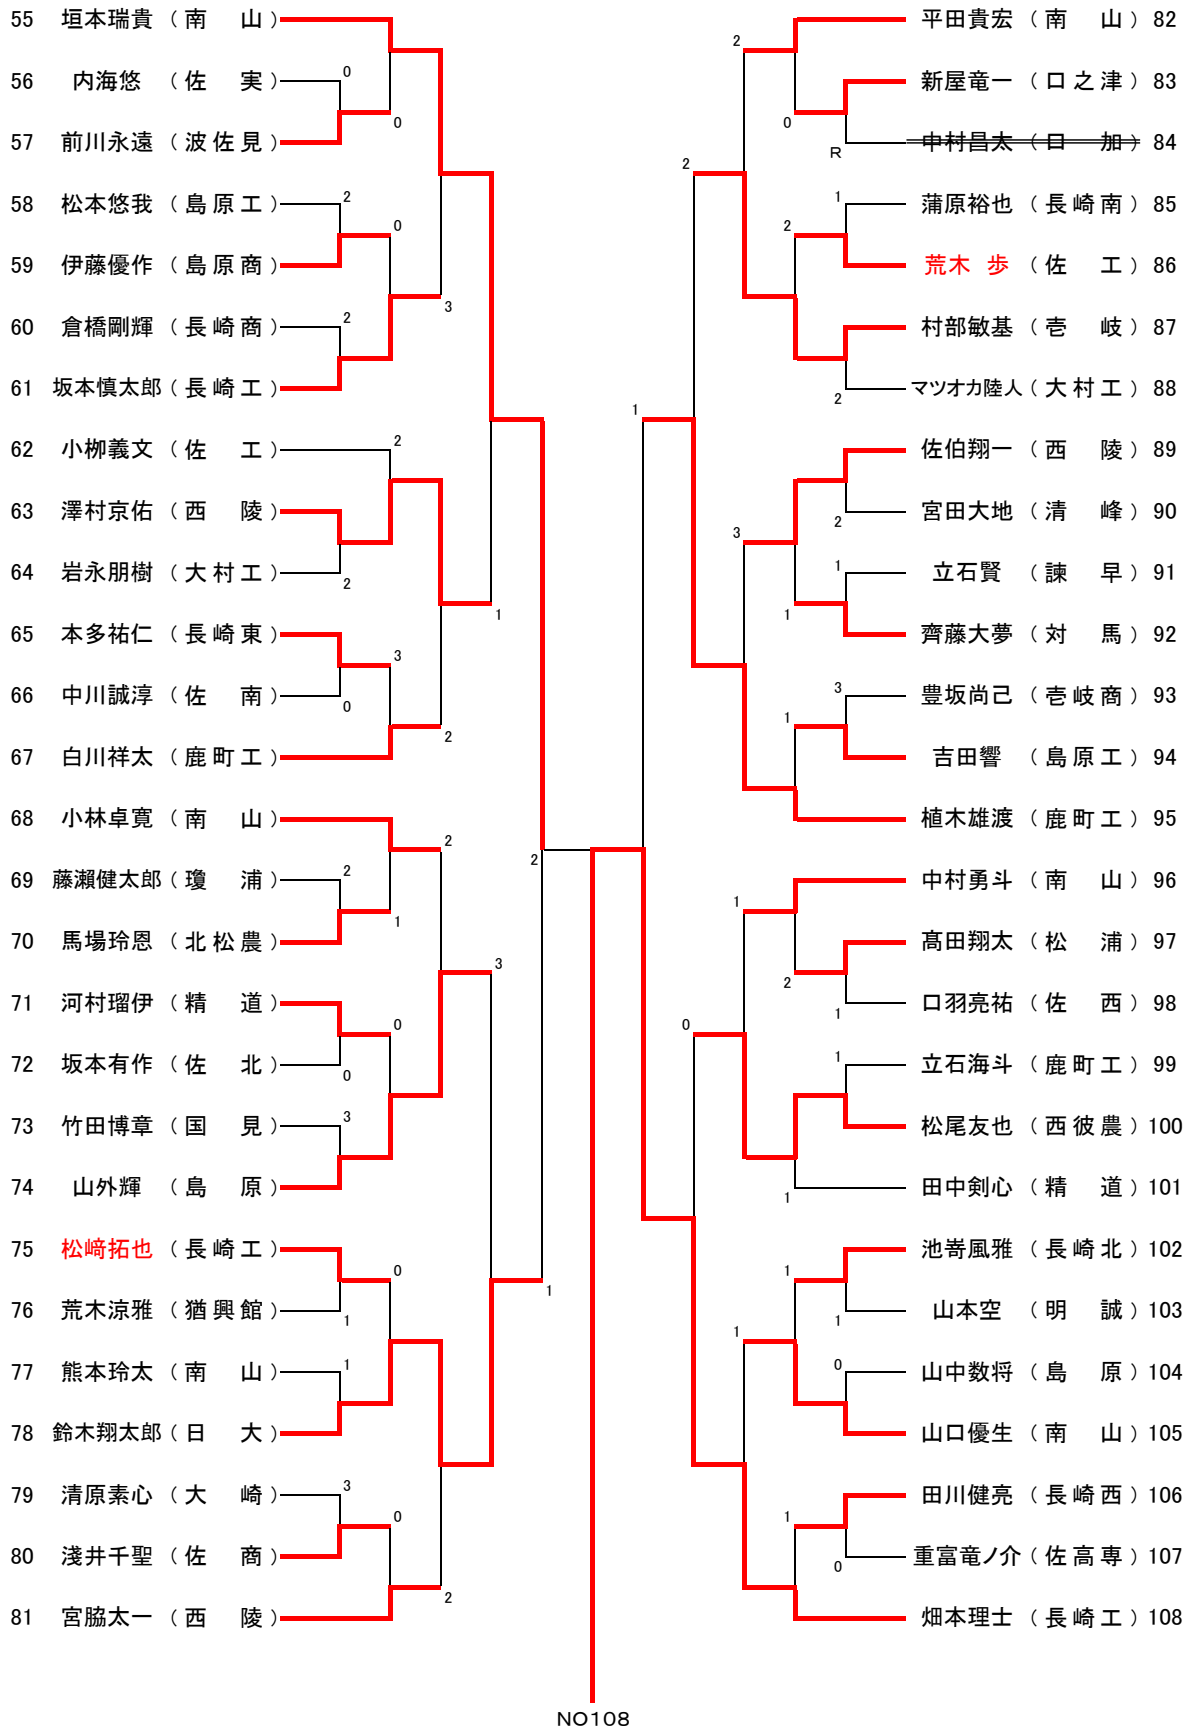 55 垣本瑞貴 （南 山）
56 内海悠 （佐 実）
57 前川永遠 （波佐見）
58 松本悠我 （島原工）
59 伊藤優作 （島原商）
60 倉橋剛輝 （長崎商）
61 坂本慎太郎（長崎工）
62 小栁義文 （佐 工）
63 澤村京佑 （西 陵）
64 岩永朋樹 （大村工）
65 本多祐仁 （長崎東）
66 中川誠淳 （佐 南）
67 白川祥太 （鹿町工）
68 小林卓寛 （南 山）
69 藤瀨健太郎（瓊 浦）
70 馬場玲恩 （北松農）
71 河村瑠伊 （精 道）
72 坂本有作 （佐 北）
73 竹田博章 （国 見）
74 山外輝 （島 原）
75 松﨑拓也 （長崎工）
76 荒木涼雅 （猶興館）
77 熊本玲太 （南 山）
78 鈴木翔太郎（日 大）
79 清原素心 （大 崎）
80 淺井千聖 （佐 商）
81 宮脇太一 （西 陵）
0
0
2
0
2
3
2
2
1
3
0
2
2
2
1
3
0
0
3
0
1
1
3
0
2
2
1
平田貴宏 （南 山）82
新屋竜一 （口之津）83
中村昌太 （口 加）84
蒲原裕也 （長崎南）85
荒木 歩 （佐 工）86
村部敏基 （壱 岐）87
マツオカ陸人（大村工）88
佐伯翔一 （西 陵）89
宮田大地 （清 峰）90
立石賢 （諫 早）91
齊藤大夢 （対 馬）92
豊坂尚己 （壱岐商）93
吉田響 （島原工）94
植木雄渡 （鹿町工）95
中村勇斗 （南 山）96
髙田翔太 （松 浦）97
口羽亮祐 （佐 西）98
立石海斗 （鹿町工）99
松尾友也 （西彼農）100
田中剣心 （精 道）101
池嵜風雅 （長崎北）102
山本空 （明 誠）103
山中数将 （島 原）104
山口優生 （南 山）105
田川健亮 （長崎西）106
重富竜ノ介（佐高専）107
畑本理士 （長崎工）108
2
0
R
2
1
2
2
1
2
3
1
1
3
1
1
2
1
0
1
1
1
1
1
0
1
0
NO108